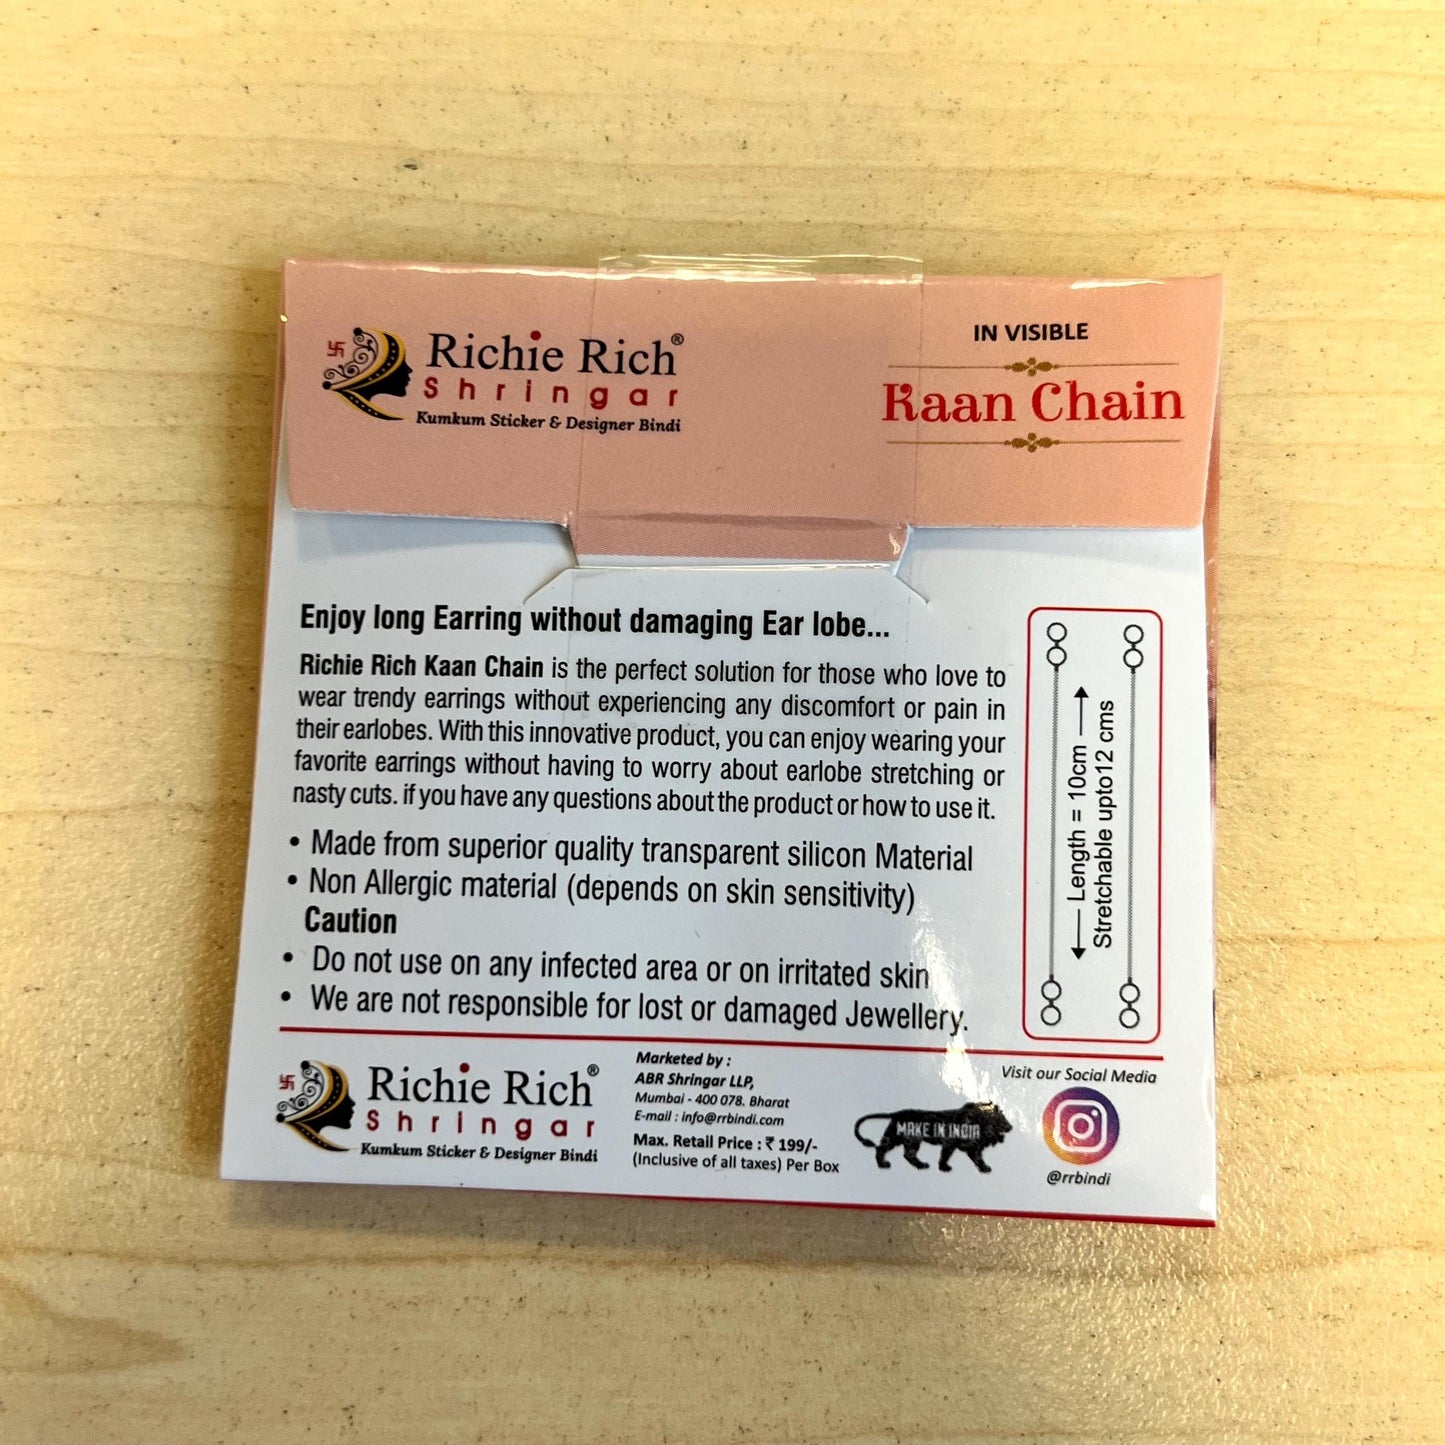 卐
Richie Rich®
Shringar
Kumkum Sticker & Designer Bindi
IN VISIBLE
Kaan Chain
Enjoy long Earring without damaging Ear lobe...
Richie Rich Kaan Chain is the perfect solution for those who love to
wear trendy earrings without experiencing any discomfort or pain in
their earlobes. With this innovative product, you can enjoy wearing your
favorite earrings without having to worry about earlobe stretching or
nasty cuts. if you have any questions about the product or how to use it.
• Made from superior quality transparent silicon Material
• Non Allergic material (depends on skin sensitivity)
Caution
• Do not use on any infected area or on irritated skin
• We are not responsible for lost or damaged Jewellery.
Length = 10cm
Stretchable upto12 cms
卐
Richie Rich®
Shringar
Kumkum Sticker & Designer Bindi
Marketed by :
ABR Shringar LLP,
Mumbai - 400 078. Bharat
E-mail : info@rrbindi.com
Max. Retail Price : ₹ 199/-
(Inclusive of all taxes) Per Box
MAKE IN INDIA
Visit our Social Media
@rrbindi